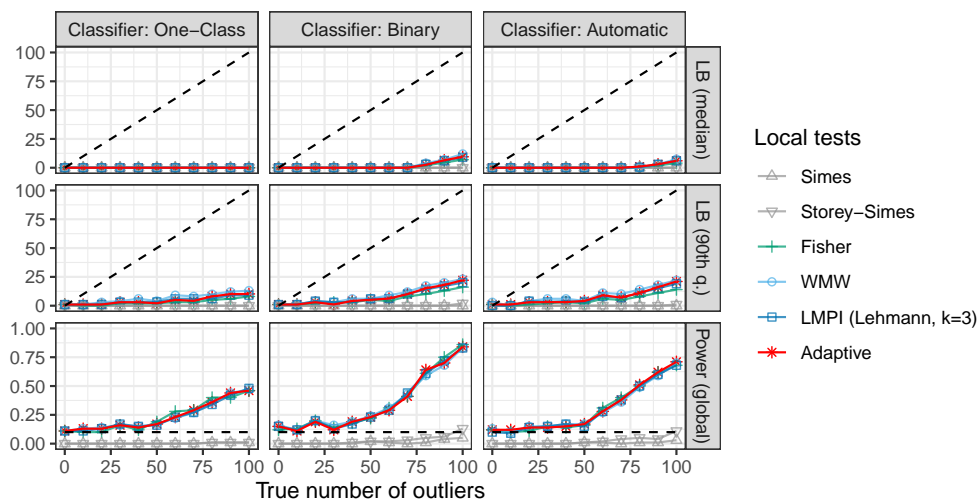 Classifier: One−Class Classifier: Binary Classifier: Automatic
100
75
50
25
0
LB (median)
100
75
50
25
0
LB (90th q.)
1.00
0.75
0.50
0.25
0.00
Power (global)
0 25 50 75 100 0 25 50 75 100 0 25 50 75 100
True number of outliers
Local tests
Simes
Storey−Simes
Fisher
WMW
LMPI (Lehmann, k=3)
Adaptive